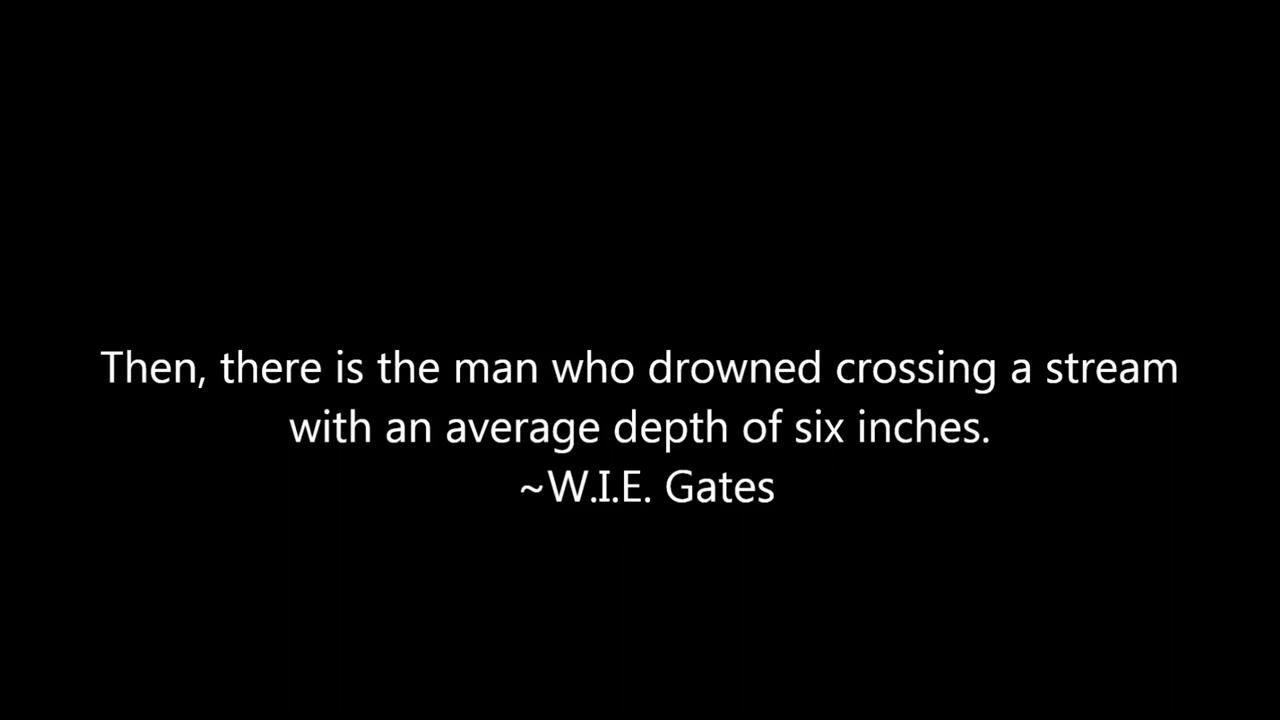 Then, there is the man who drowned crossing a stream
with an average depth of six inches.
~W.I.E. Gates